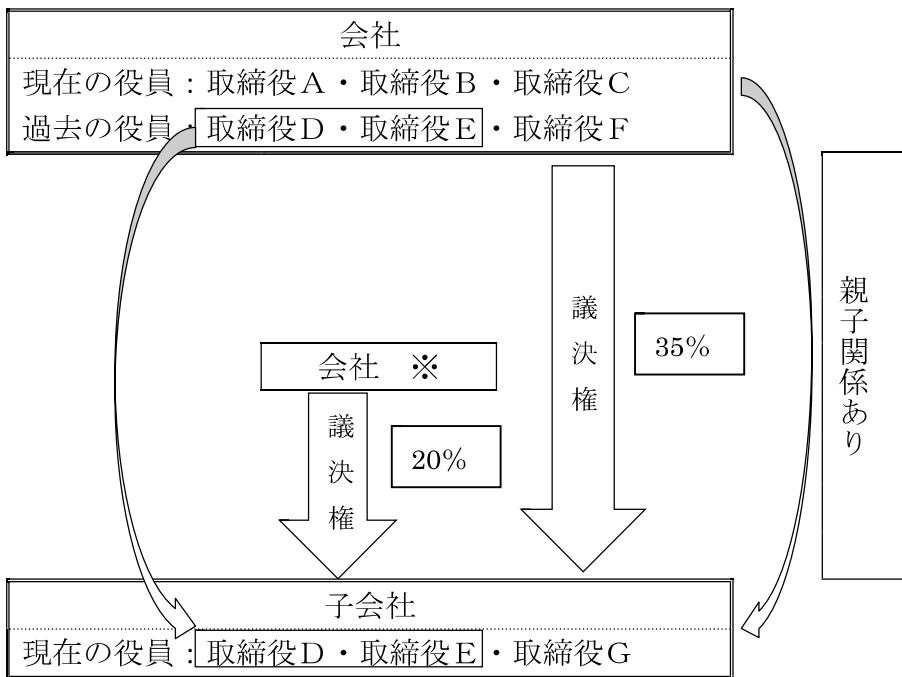 会社
現在の役員：取締役A・取締役B・取締役C
過去の役員：取締役D・取締役E・取締役F
議決権
35%
会社 ※
議決権
20%
親子関係あり
子会社
現在の役員：取締役D・取締役E・取締役G